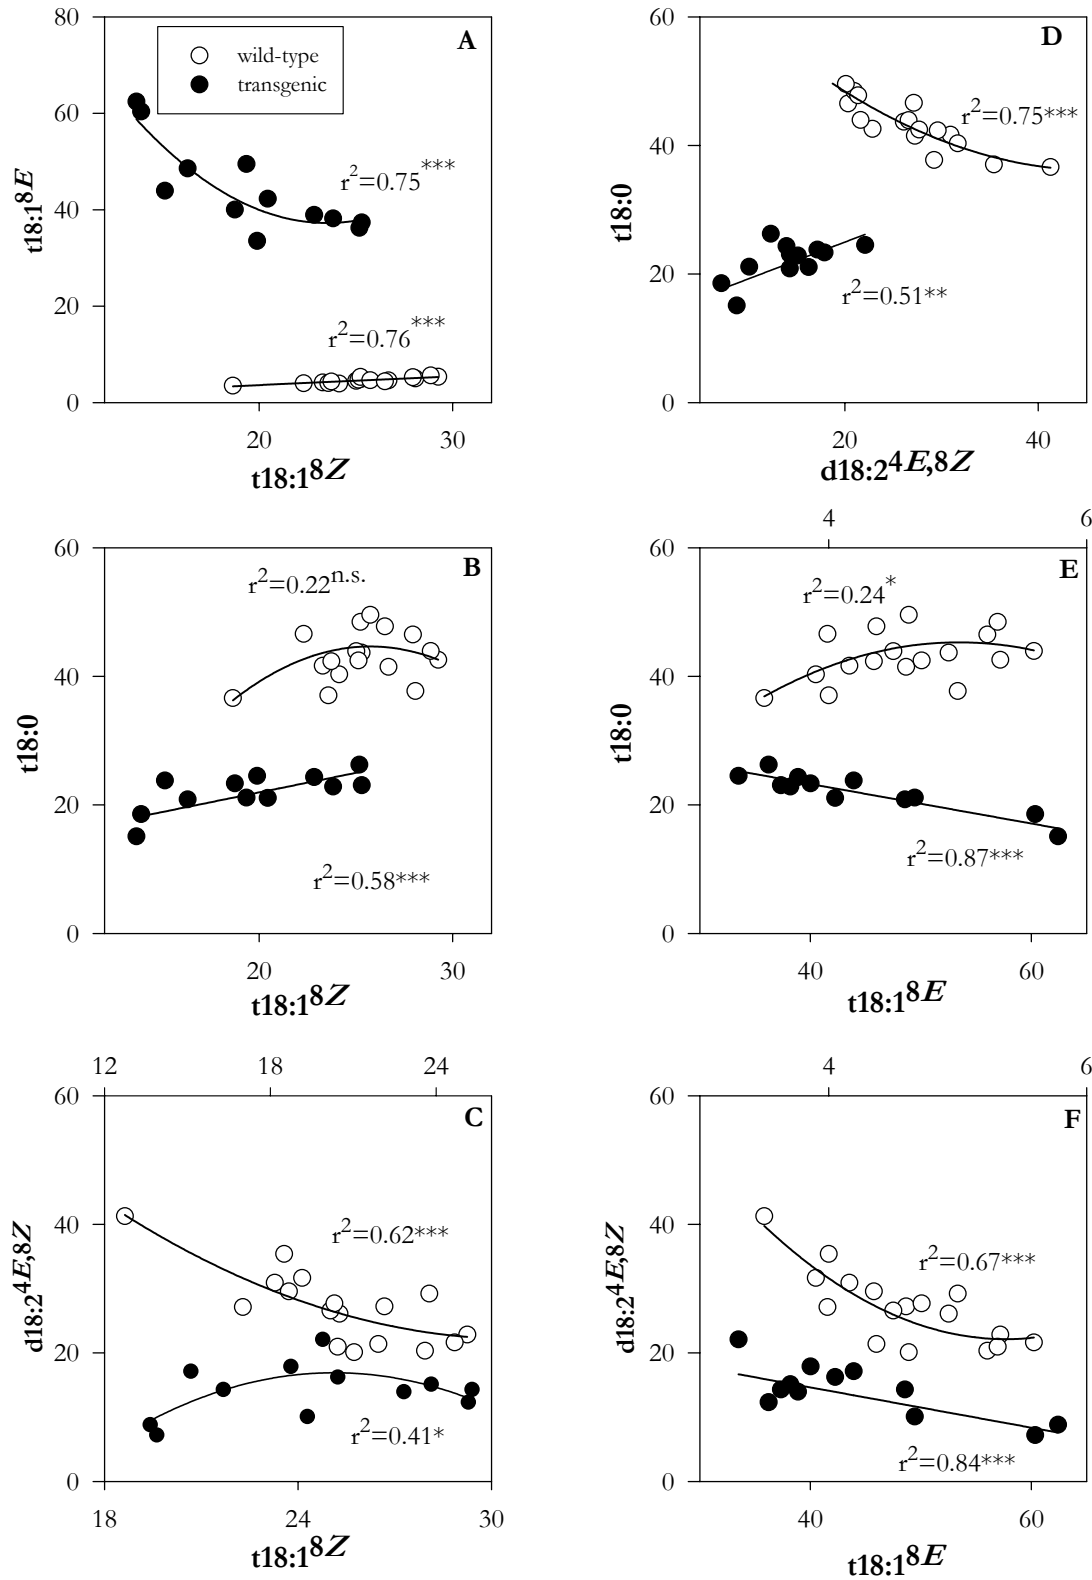 A
wild-type
transgenic
80
60
40
20
0
t18:1^8E
r²=0.75***
r²=0.76***
20 30
t18:1^8Z
D
60
40
20
0
t18:0
r²=0.75***
r²=0.51**
20 40
d18:2^4E,8Z
B
60
40
20
0
t18:0
r²=0.22^n.s.
r²=0.58***
20 30
t18:1^8Z
4 6
E
60
40
20
0
t18:0
r²=0.24*
r²=0.87***
40 60
t18:1^8E
12 18 24
C
60
40
20
0
d18:2^4E,8Z
r²=0.62***
r²=0.41*
18 24 30
t18:1^8Z
4 6
F
60
40
20
0
d18:2^4E,8Z
r²=0.67***
r²=0.84***
40 60
t18:1^8E